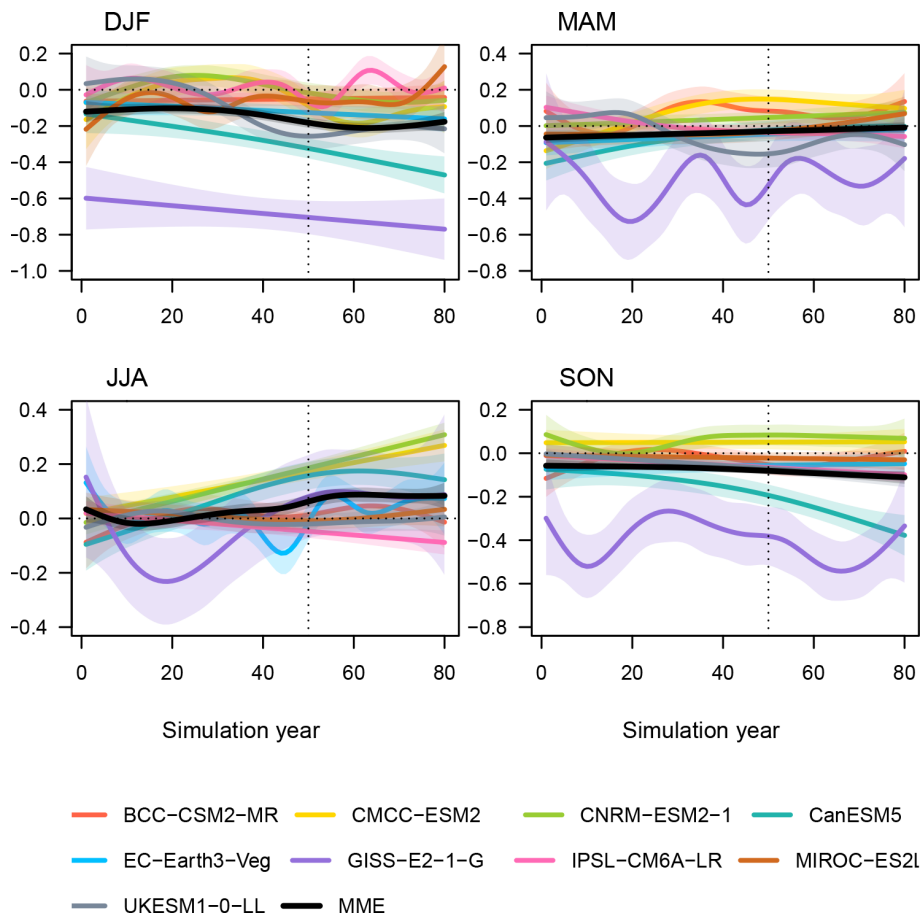 DJF
MAM
0.2
0.0
−0.2
−0.4
−0.6
−0.8
−1.0
0 20 40 60 80
0.4
0.2
0.0
−0.2
−0.4
−0.6
−0.8
0 20 40 60 80
JJA
SON
0.4
0.2
0.0
−0.2
−0.4
0 20 40 60 80
0.2
0.0
−0.2
−0.4
−0.6
−0.8
0 20 40 60 80
Simulation year
Simulation year
BCC−CSM2−MR CMCC−ESM2 CNRM−ESM2−1 CanESM5
EC−Earth3−Veg GISS−E2−1−G IPSL−CM6A−LR MIROC−ES2L
UKESM1−0−LL MME